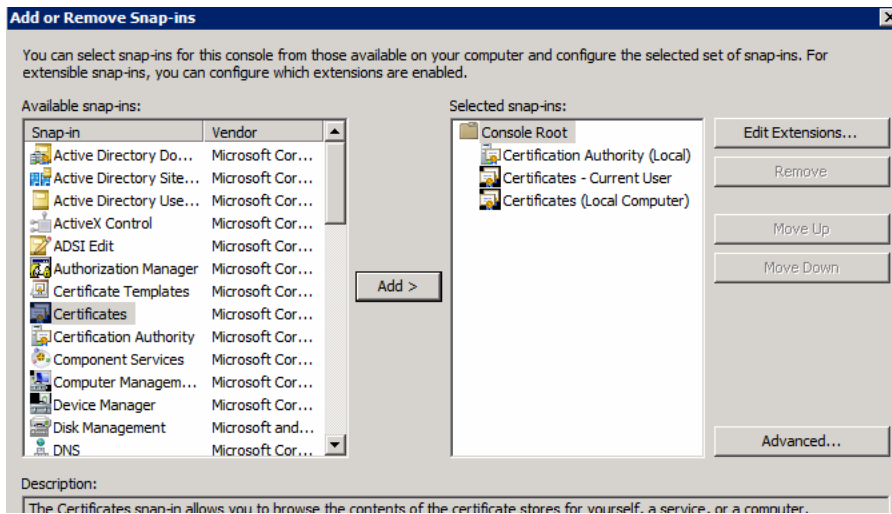 Add or Remove Snap-ins
You can select snap-ins for this console from those available on your computer and configure the selected set of snap-ins. For
extensible snap-ins, you can configure which extensions are enabled.
Available snap-ins:
Snap-in Vendor
Active Directory Do... Microsoft Cor...
Active Directory Site... Microsoft Cor...
Active Directory Use... Microsoft Cor...
ActiveX Control Microsoft Cor...
ADSI Edit Microsoft Cor...
Authorization Manager Microsoft Cor...
Certificate Templates Microsoft Cor...
Certificates Microsoft Cor...
Certification Authority Microsoft Cor...
Component Services Microsoft Cor...
Computer Managem... Microsoft Cor...
Device Manager Microsoft Cor...
Disk Management Microsoft and...
DNS Microsoft Cor...
Add >
Selected snap-ins:
Console Root
Certification Authority (Local)
Certificates - Current User
Certificates (Local Computer)
Edit Extensions...
Remove
Move Up
Move Down
Advanced...
Description:
The Certificates snap-in allows you to browse the contents of the certificate stores for yourself, a service, or a computer.